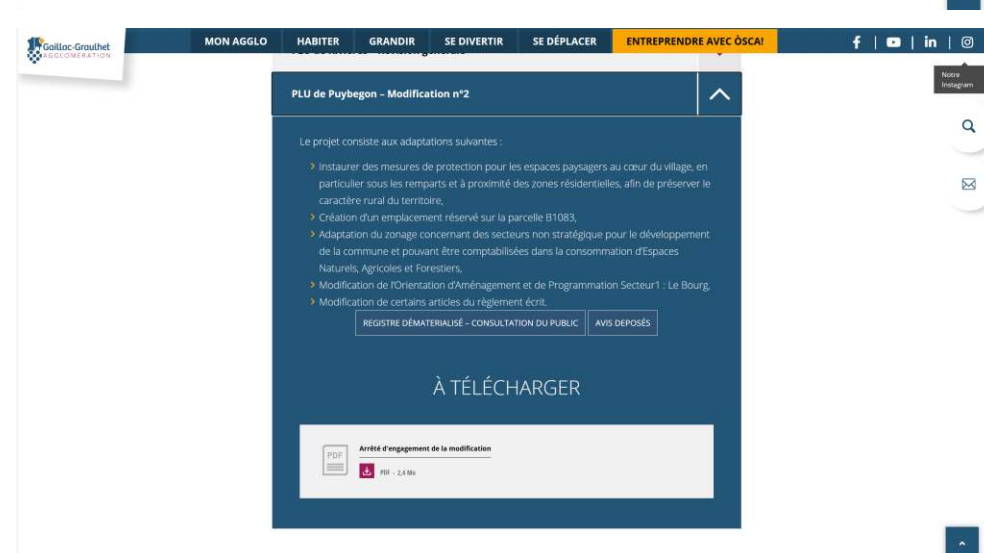 Gaillac-Graulhet
AGGLOMÉRATION
MON AGGLO HABITER GRANDIR SE DIVERTIR SE DÉPLACER ENTREPRENDRE AVEC ÒSCA!
Notre
Instagram
PLU de Puybegon – Modification n°2
Le projet consiste aux adaptations suivantes :
Instaurer des mesures de protection pour les espaces paysagers au cœur du village, en
particulier sous les remparts et à proximité des zones résidentielles, afin de préserver le
caractère rural du territoire,
Création d'un emplacement réservé sur la parcelle B1083,
Adaptation du zonage concernant des secteurs non stratégique pour le développement
de la commune et pouvant être comptabilisées dans la consommation d'Espaces
Naturels, Agricoles et Forestiers,
Modification de l'Orientation d'Aménagement et de Programmation Secteur1 : Le Bourg,
Modification de certains articles du règlement écrit.
REGISTRE DÉMATERIALISÉ – CONSULTATION DU PUBLIC AVIS DEPOSÉS
À TÉLÉCHARGER
PDF
Arrêté d'engagement de la modification
PDF - 2,4 Mo